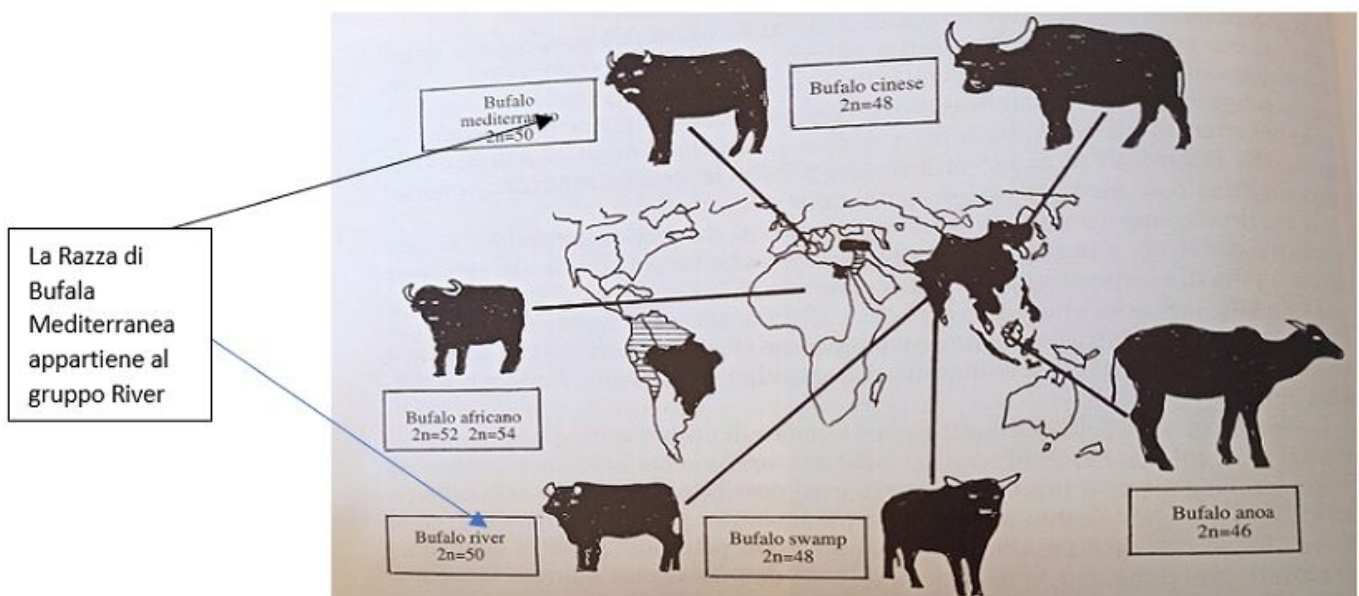 Bufalo
mediterraneo
2n=50
Bufalo cinese
2n=48
La Razza di
Bufala
Mediterranea
appartiene al
gruppo River
Bufalo africano
2n=52 2n=54
Bufalo river
2n=50
Bufalo swamp
2n=48
Bufalo anoa
2n=46